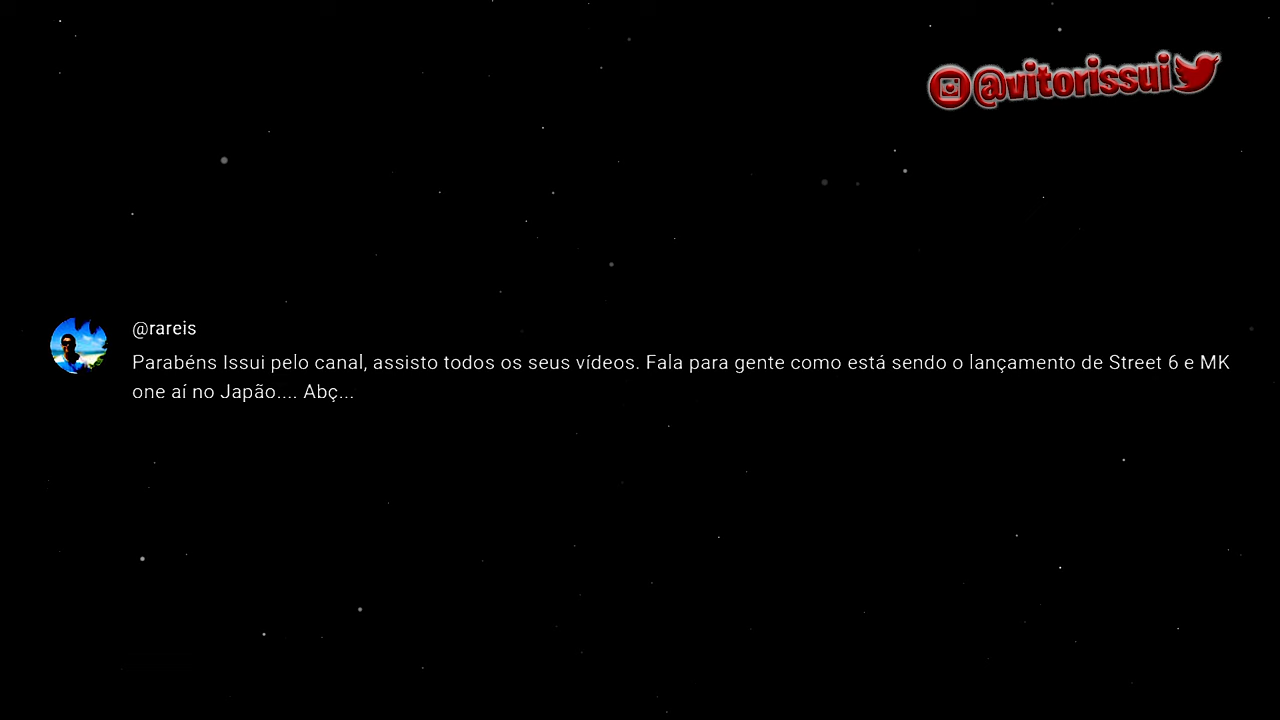 @vitorissui
@rareis
Parabéns Issui pelo canal, assisto todos os seus vídeos. Fala para gente como está sendo o lançamento de Street 6 e MK
one aí no Japão.... Abç...